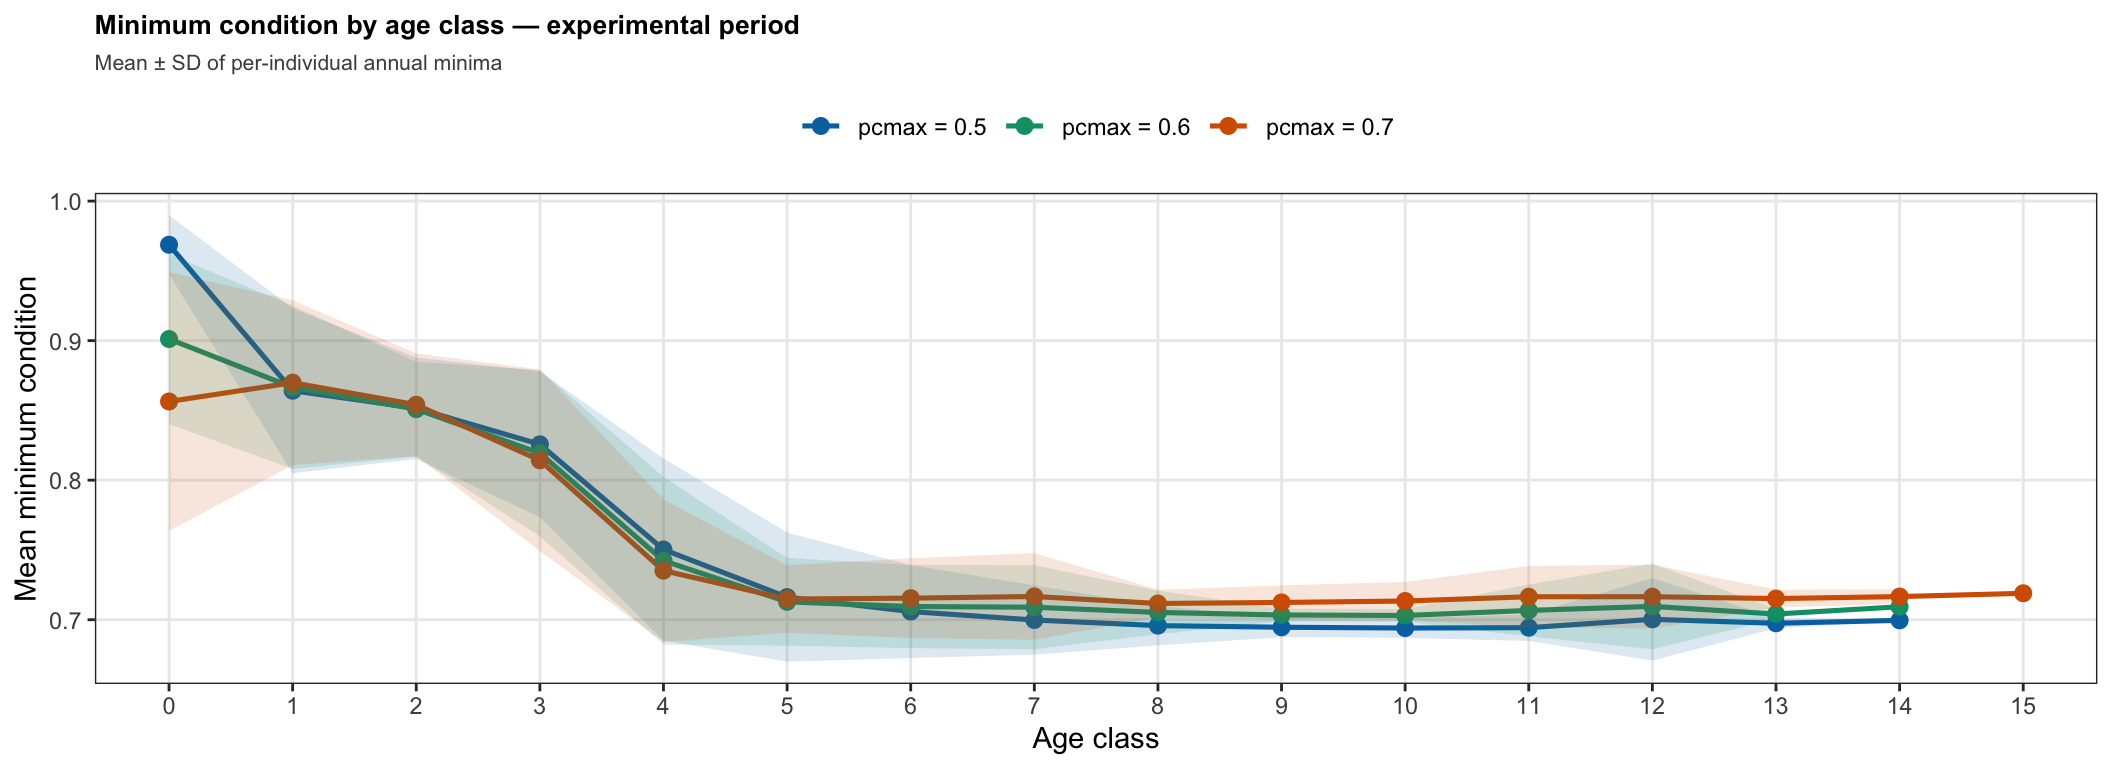 Minimum condition by age class — experimental period
Mean ± SD of per-individual annual minima
pcmax = 0.5 pcmax = 0.6 pcmax = 0.7
Mean minimum condition
1.0
0.9
0.8
0.7
0 1 2 3 4 5 6 7 8 9 10 11 12 13 14 15
Age class